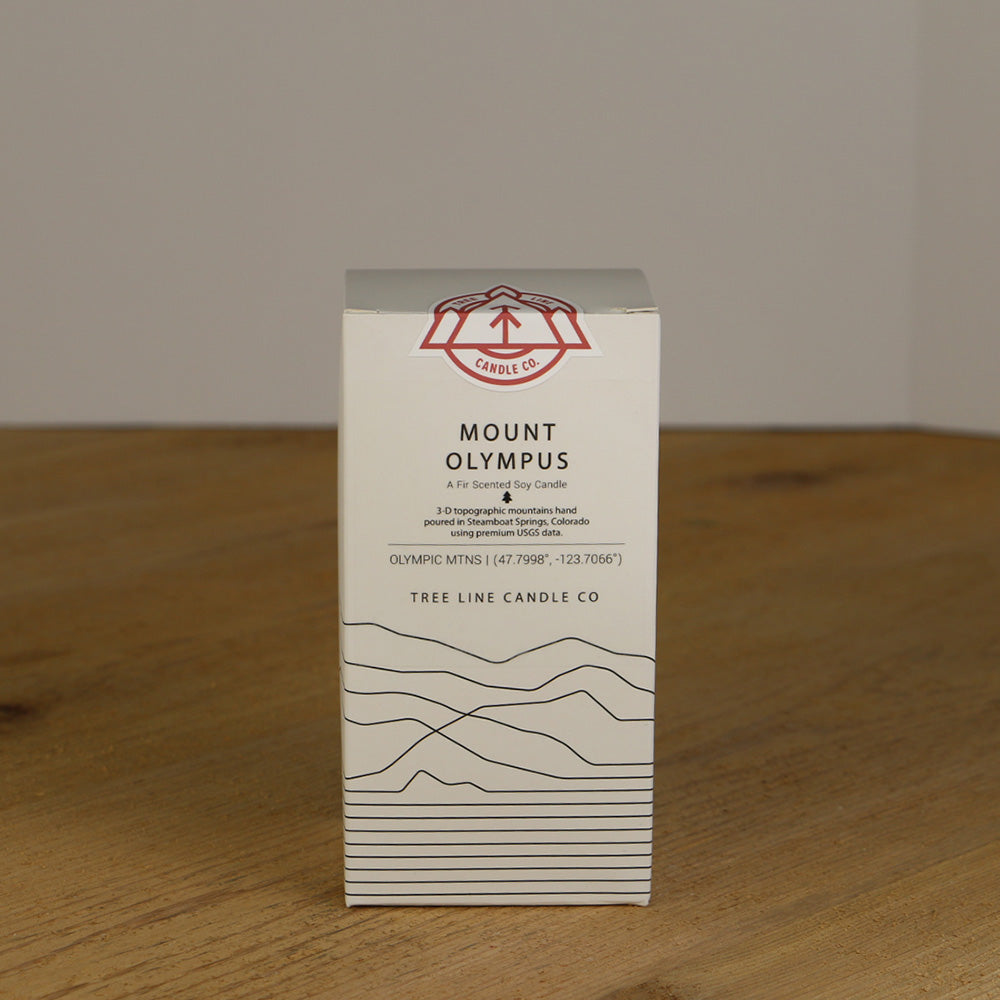 TREE LINE
CANDLE CO.
MOUNT
OLYMPUS
A Fir Scented Soy Candle
3-D topographic mountains hand
poured in Steamboat Springs, Colorado
using premium USGS data.
OLYMPIC MTNS | (47.7998°, -123.7066°)
TREE LINE CANDLE CO